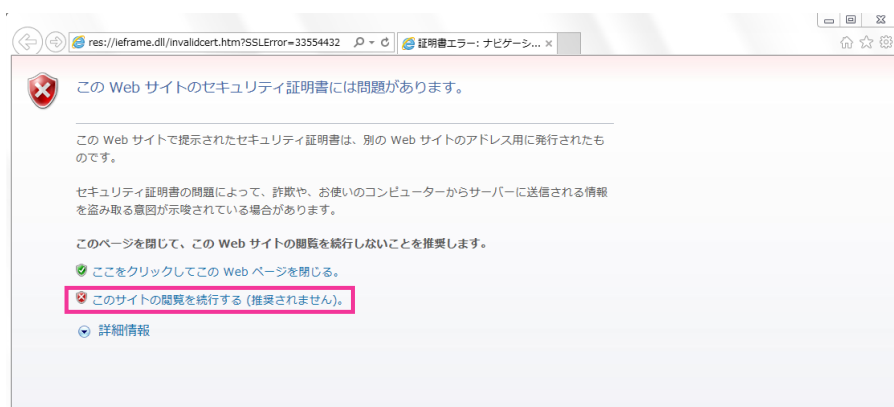 res://ieframe.dll/invalidcert.htm?SSLError=33554432
証明書エラー: ナビゲーシ...
この Web サイトのセキュリティ証明書には問題があります。
この Web サイトで提示されたセキュリティ証明書は、別の Web サイトのアドレス用に発行されたも
のです。
セキュリティ証明書の問題によって、詐欺や、お使いのコンピューターからサーバーに送信される情報
を盗み取る意図が示唆されている場合があります。
このページを閉じて、この Web サイトの閲覧を続行しないことを推奨します。
ここをクリックしてこの Web ページを閉じる。
このサイトの閲覧を続行する (推奨されません)。
詳細情報